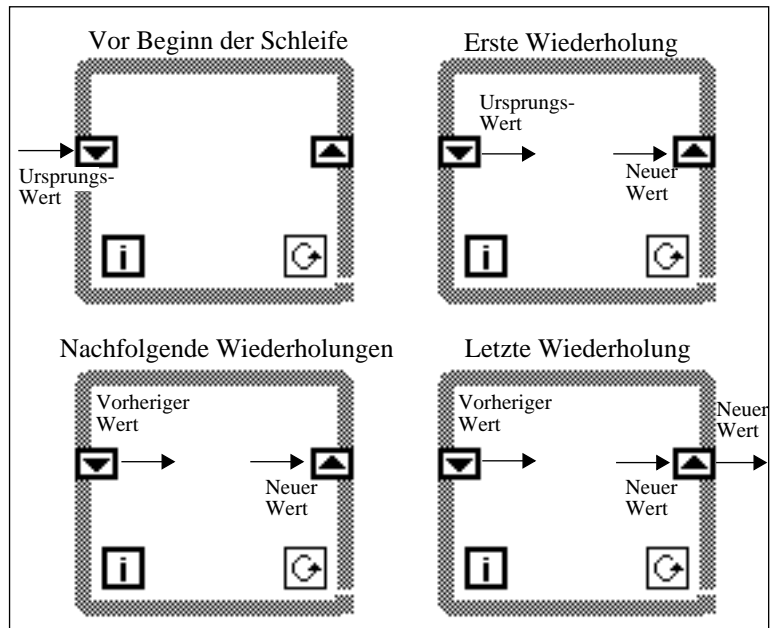 Vor Beginn der Schleife
Ursprungs-
Wert
i
Erste Wiederholung
Ursprungs-
Wert
Neuer
Wert
i
Nachfolgende Wiederholungen
Vorheriger
Wert
Neuer
Wert
i
Letzte Wiederholung
Vorheriger
Wert
Neuer
Wert
Neuer
Wert
i